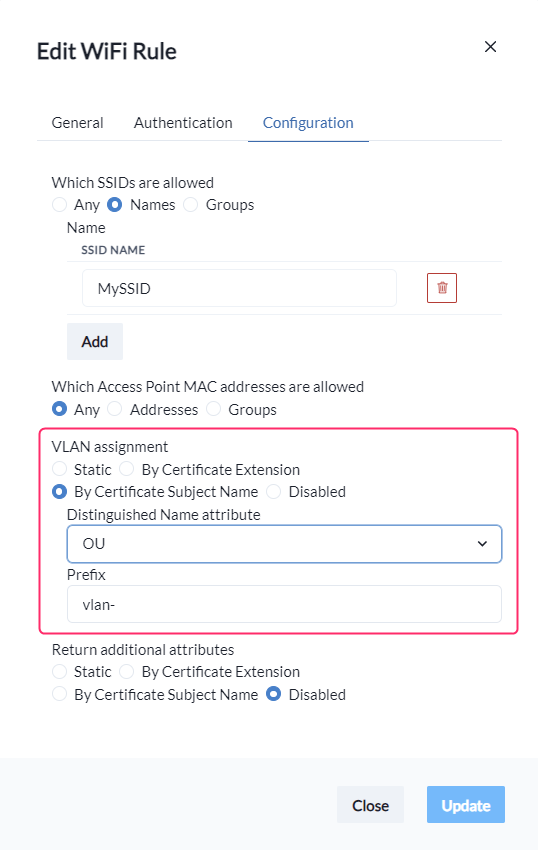 Edit WiFi Rule
General Authentication Configuration
Which SSIDs are allowed
Any Names Groups
Name
SSID NAME
MySSID
Add
Which Access Point MAC addresses are allowed
Any Addresses Groups
VLAN assignment
Static By Certificate Extension
By Certificate Subject Name Disabled
Distinguished Name attribute
OU
Prefix
vlan-
Return additional attributes
Static By Certificate Extension
By Certificate Subject Name Disabled
Close Update